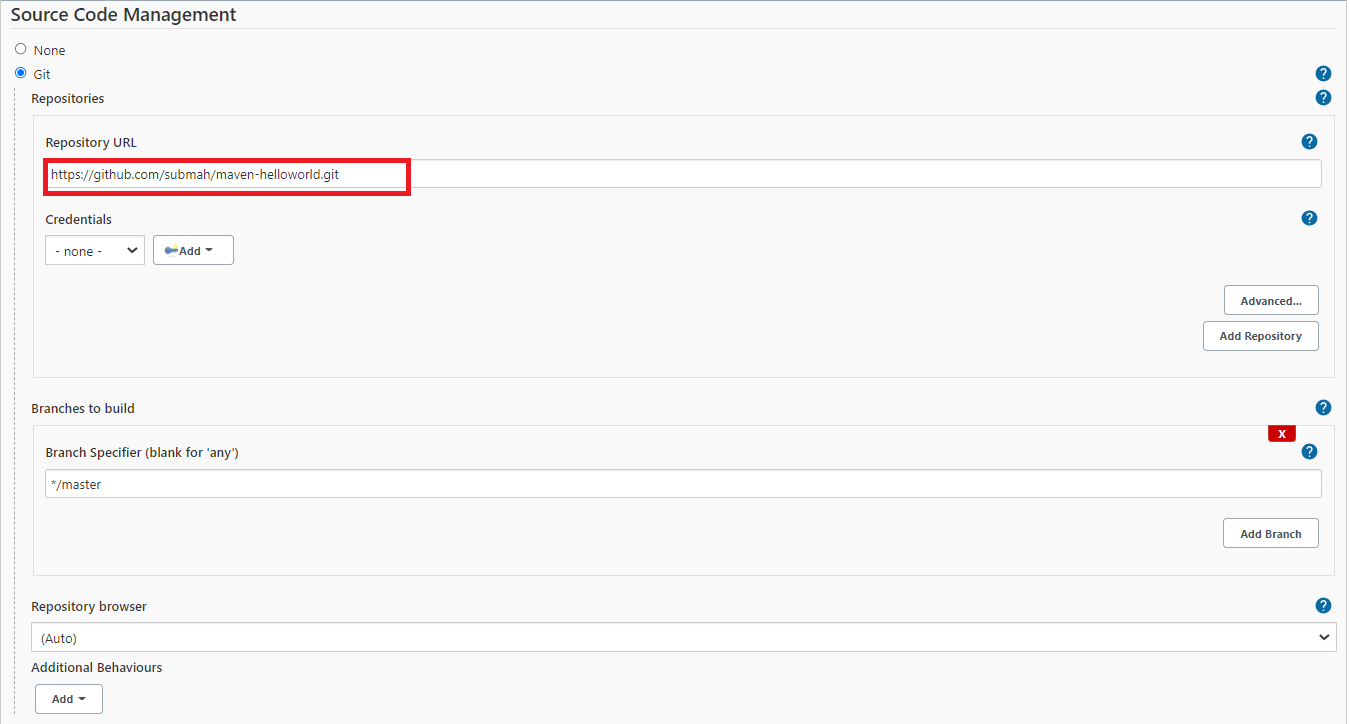 Source Code Management
None
Git
?
Repositories
?
Repository URL
?
https://github.com/submah/maven-helloworld.git
Credentials
?
- none -
Add
Advanced...
Add Repository
Branches to build
?
X
Branch Specifier (blank for 'any')
?
*/master
Add Branch
Repository browser
?
(Auto)
Additional Behaviours
Add